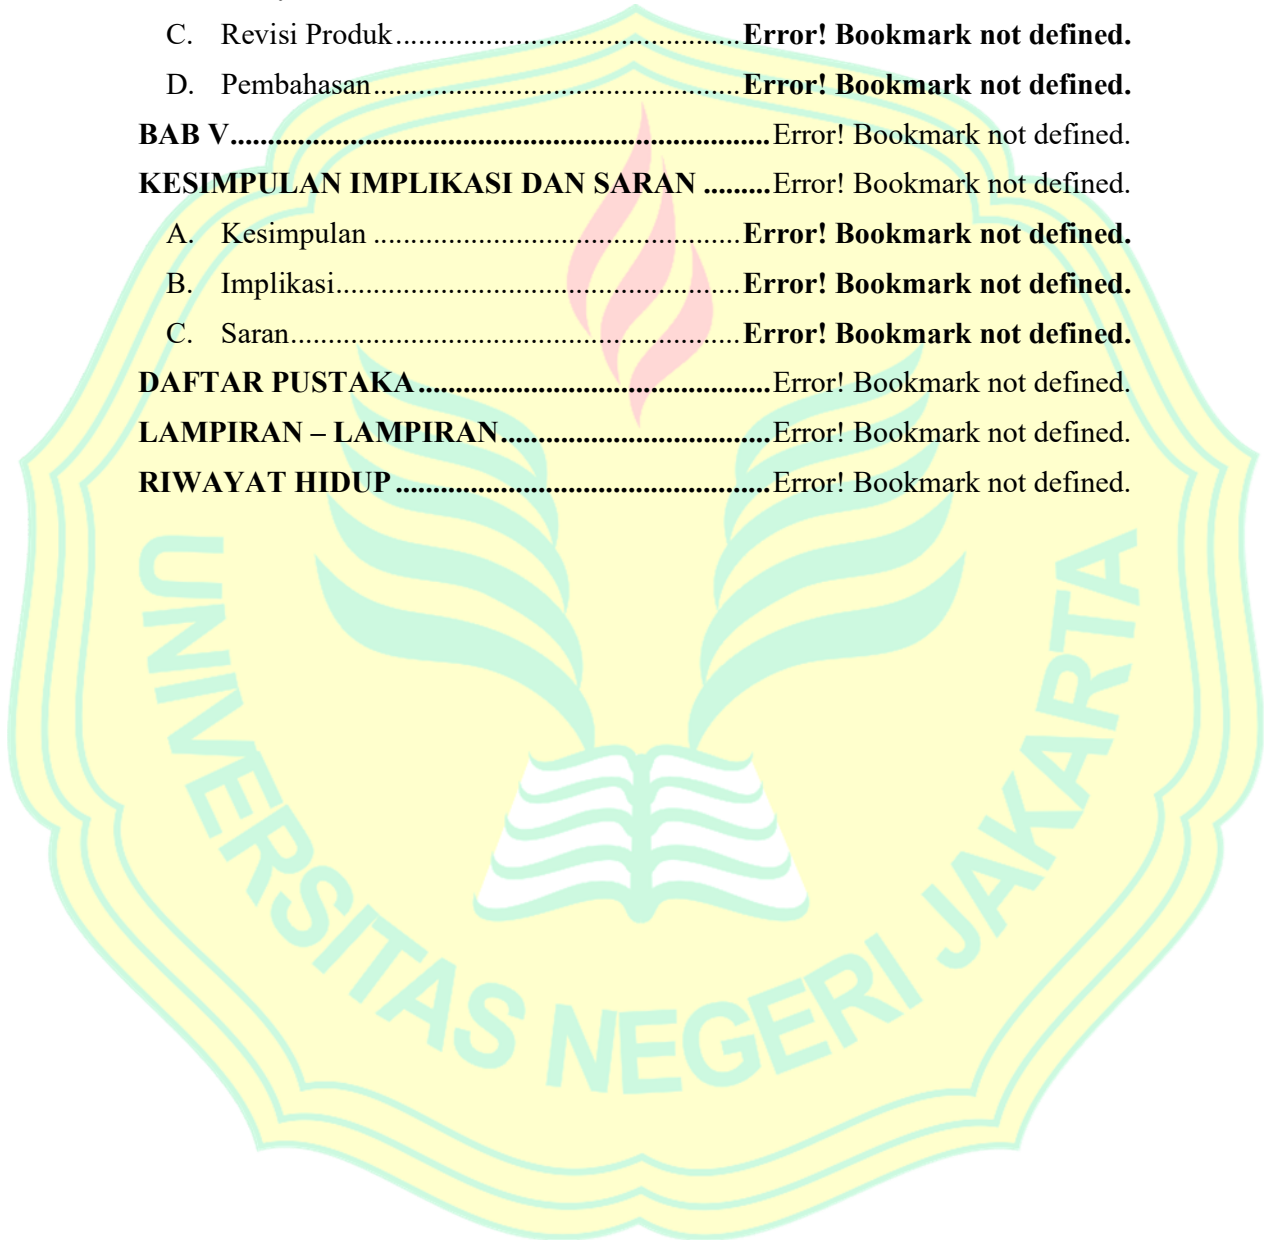 C. Revisi Produk..............................................Error! Bookmark not defined.
D. Pembahasan.................................................Error! Bookmark not defined.
BAB V........................................................................Error! Bookmark not defined.
KESIMPULAN IMPLIKASI DAN SARAN .........Error! Bookmark not defined.
A. Kesimpulan .................................................Error! Bookmark not defined.
B. Implikasi......................................................Error! Bookmark not defined.
C. Saran............................................................Error! Bookmark not defined.
DAFTAR PUSTAKA...............................................Error! Bookmark not defined.
LAMPIRAN – LAMPIRAN....................................Error! Bookmark not defined.
RIWAYAT HIDUP ..................................................Error! Bookmark not defined.
UNIVERSITAS NEGERI JAKARTA